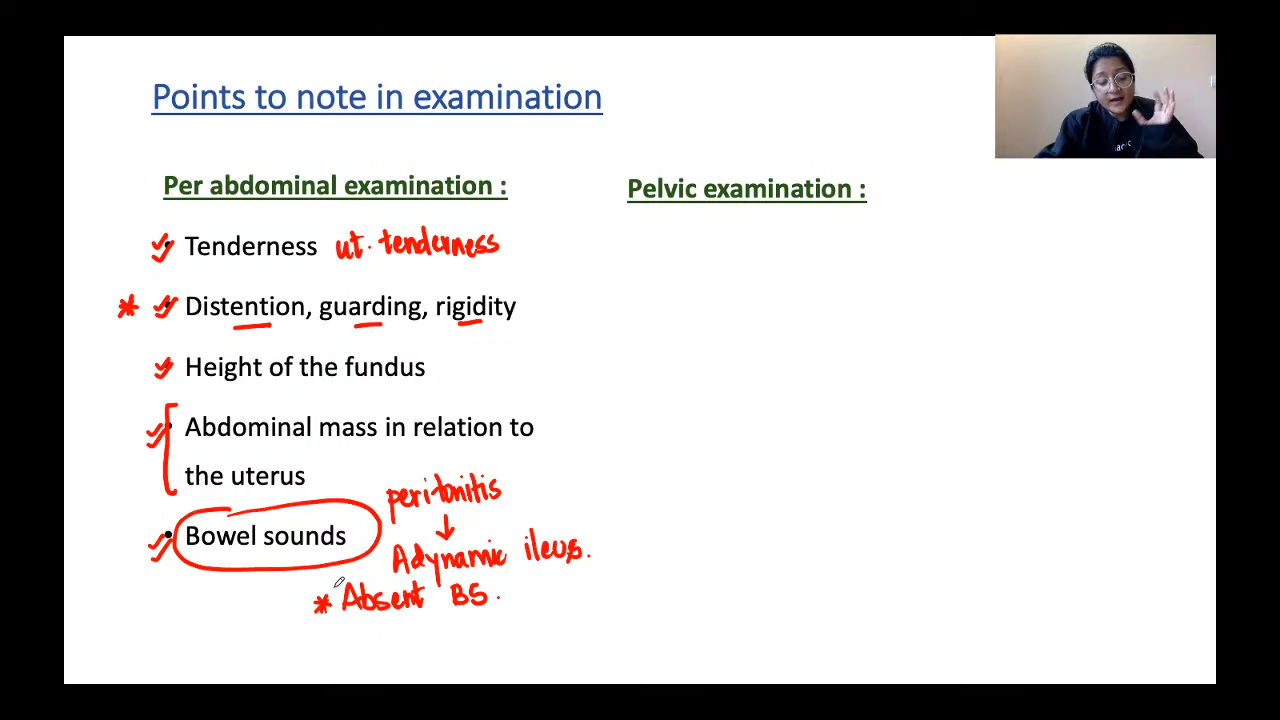 Points to note in examination
Per abdominal examination :
• Tenderness ut. tenderness
* • Distention, guarding, rigidity
• Height of the fundus
• Abdominal mass in relation to
the uterus
• Bowel sounds
peritonitis
↓
Adynamic ileus.
* Absent BS.
Pelvic examination :